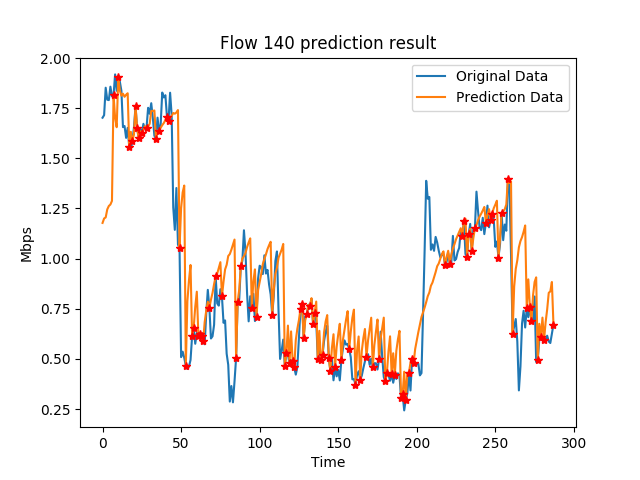 Flow 140 prediction result
Original Data
Prediction Data
Mbps
2.00
1.75
1.50
1.25
1.00
0.75
0.50
0.25
0 50 100 150 200 250 300
Time